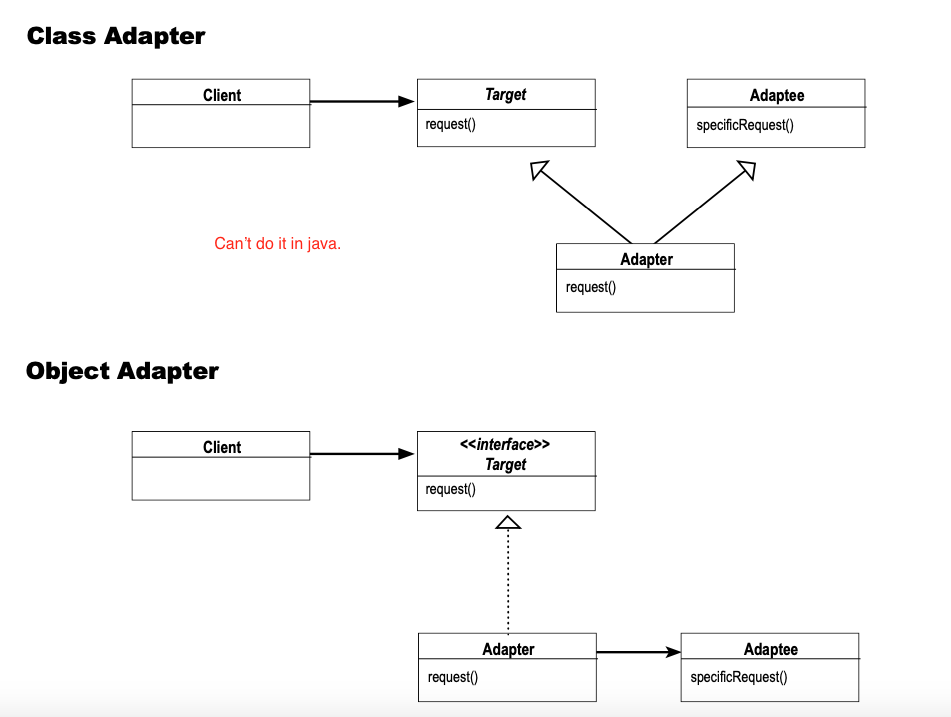 Class Adapter
Client
Target
Adaptee
request()
specificRequest()
Can't do it in java.
Adapter
request()
Object Adapter
Client
<<interface>>
Target
request()
Adapter
Adaptee
request()
specificRequest()